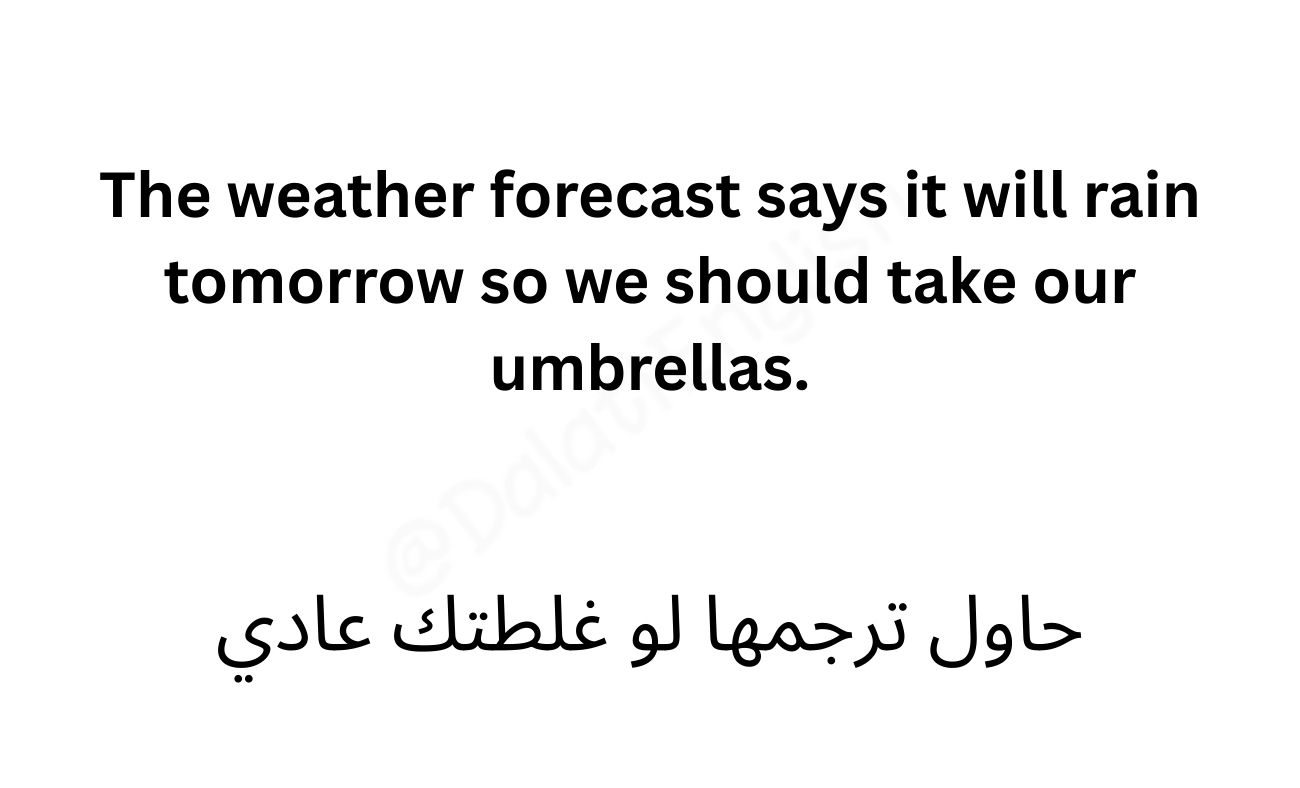 The weather forecast says it will rain
tomorrow so we should take our
umbrellas.
@DalatEnglish
حاول ترجمها لو غلطتك عادي